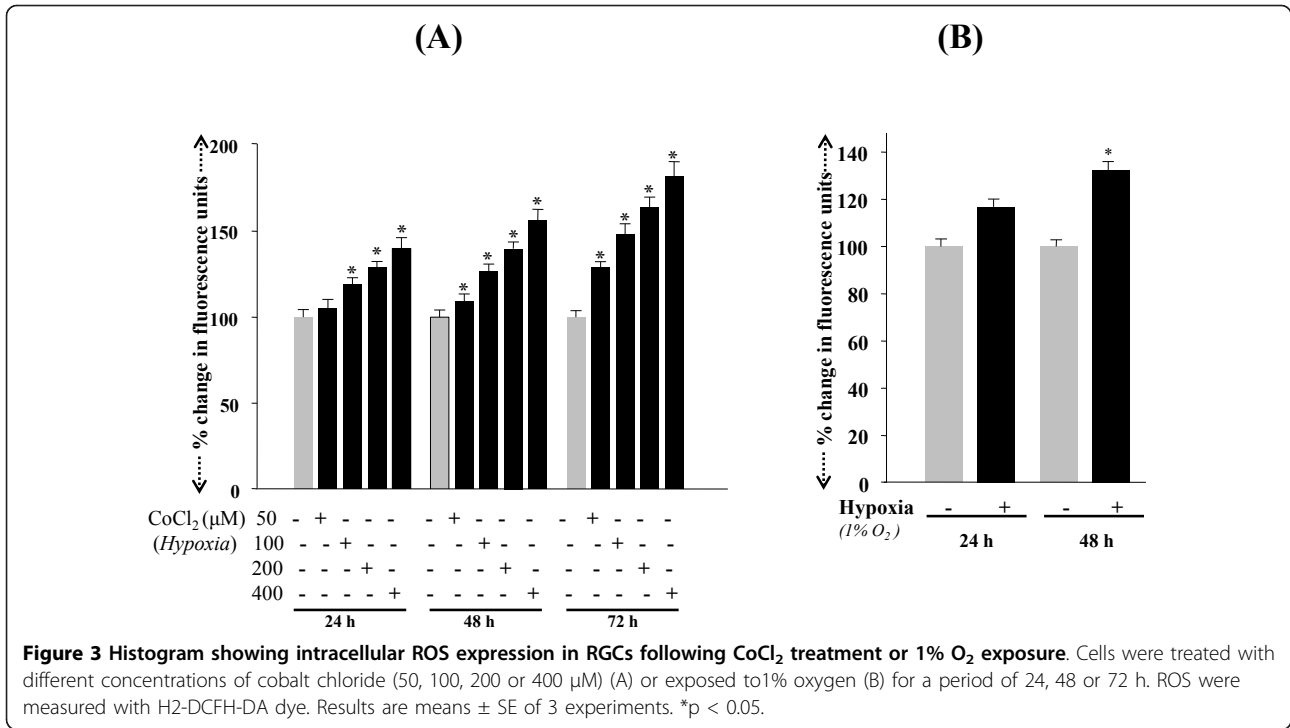 (A)
(B)
<..... % change in fluorescence units .....>
200
150
100
50
0
* * * *
* * * *
* * * *
CoCl₂ (μM) 50 - + - - - - + - - - - + - - -
(Hypoxia) 100 - - + - - - - + - - - - + - -
200 - - - + - - - - + - - - - + -
400 - - - - + - - - - + - - - - +
24 h 48 h 72 h
<..... % change in fluorescence units .....>
140
120
100
80
60
40
20
0
*
Hypoxia - + - +
(1% O₂)
24 h 48 h
Figure 3 Histogram showing intracellular ROS expression in RGCs following CoCl₂ treatment or 1% O₂ exposure. Cells were treated with
different concentrations of cobalt chloride (50, 100, 200 or 400 μM) (A) or exposed to1% oxygen (B) for a period of 24, 48 or 72 h. ROS were
measured with H2-DCFH-DA dye. Results are means ± SE of 3 experiments. *p < 0.05.